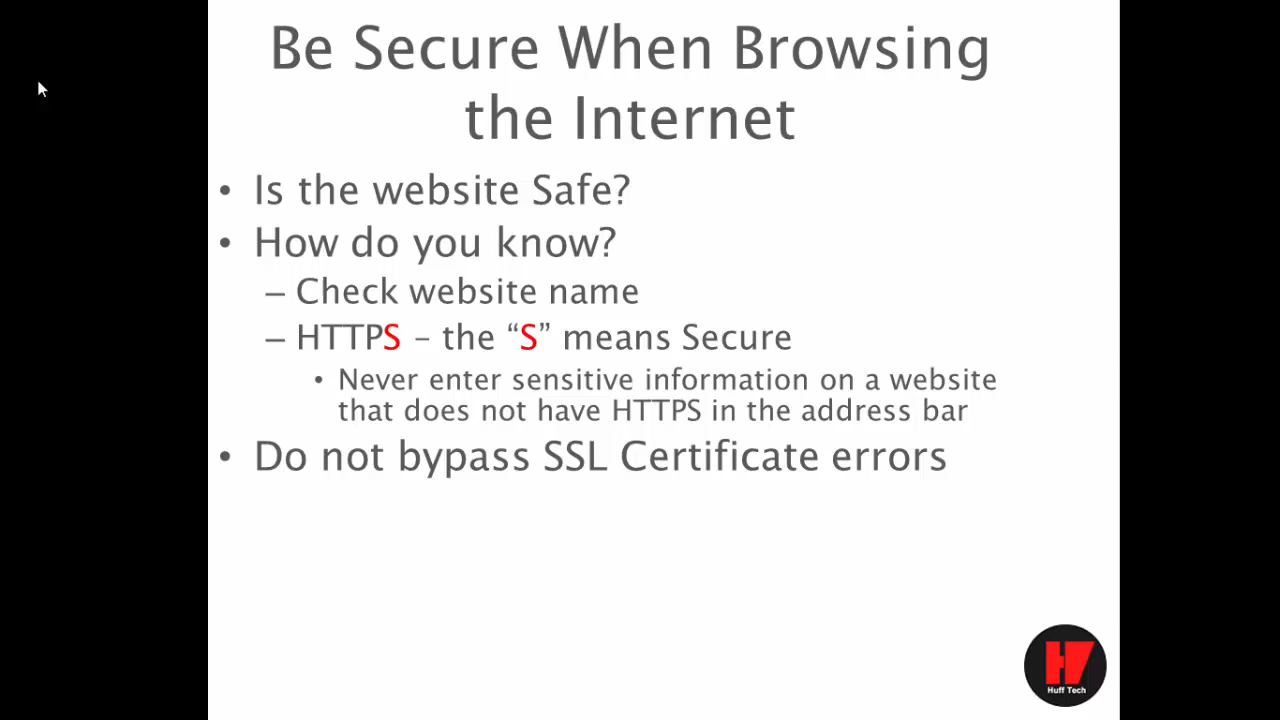 Be Secure When Browsing
the Internet
• Is the website Safe?
• How do you know?
– Check website name
– HTTPS – the “S” means Secure
• Never enter sensitive information on a website
that does not have HTTPS in the address bar
• Do not bypass SSL Certificate errors
H7
Huff Tech